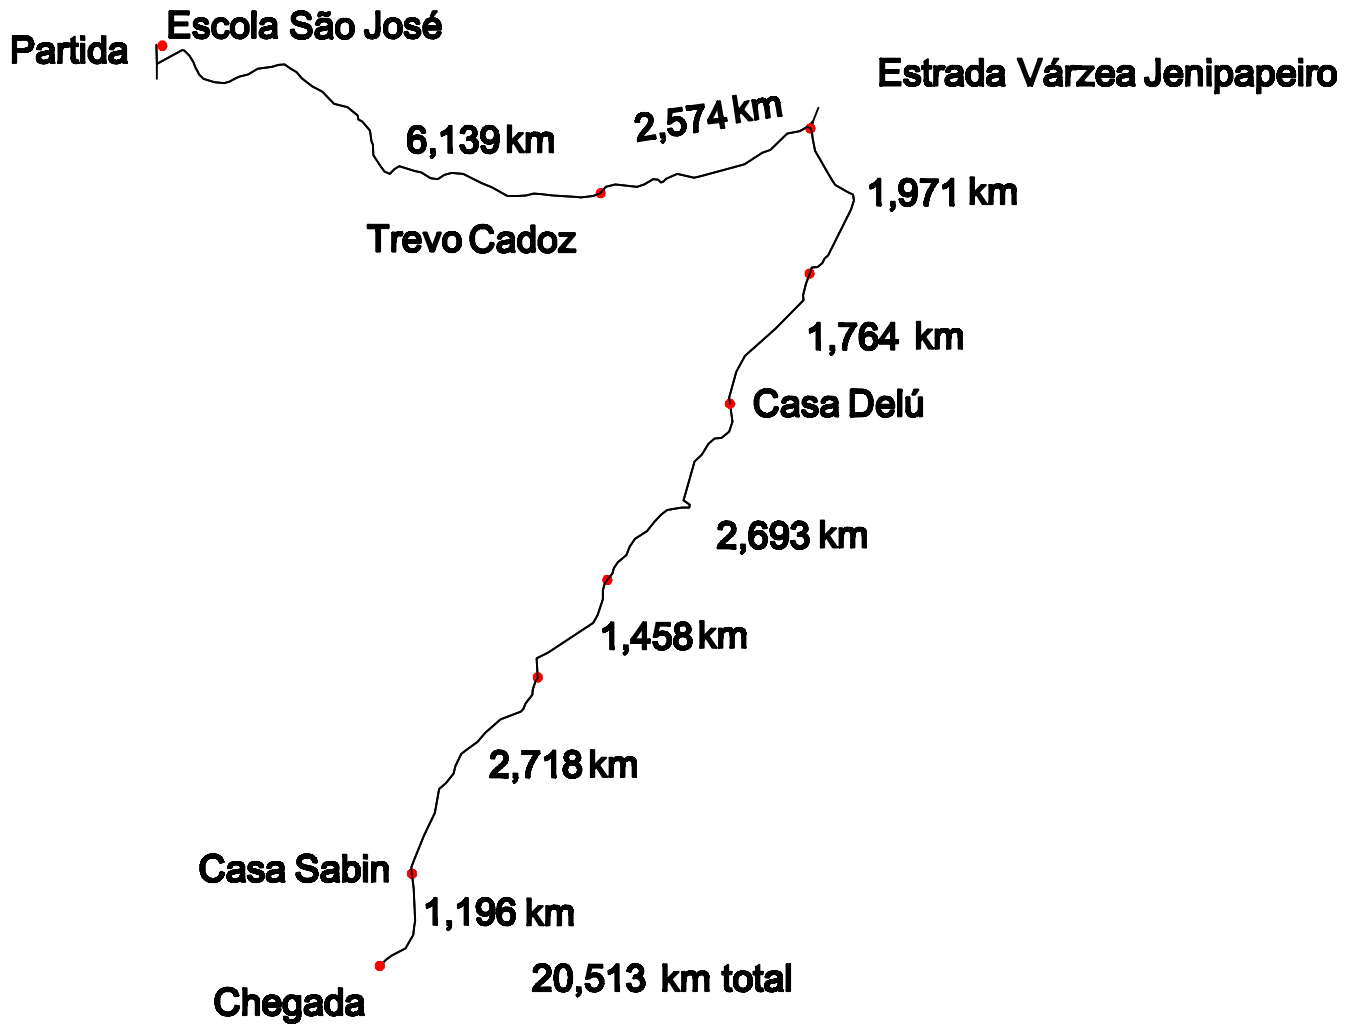 Escola São José
Partida
Estrada Várzea Jenipapeiro
2,574 km
6,139 km
1,971 km
Trevo Cadoz
1,764 km
Casa Delú
2,693 km
1,458 km
2,718 km
Casa Sabin
1,196 km
20,513 km total
Chegada